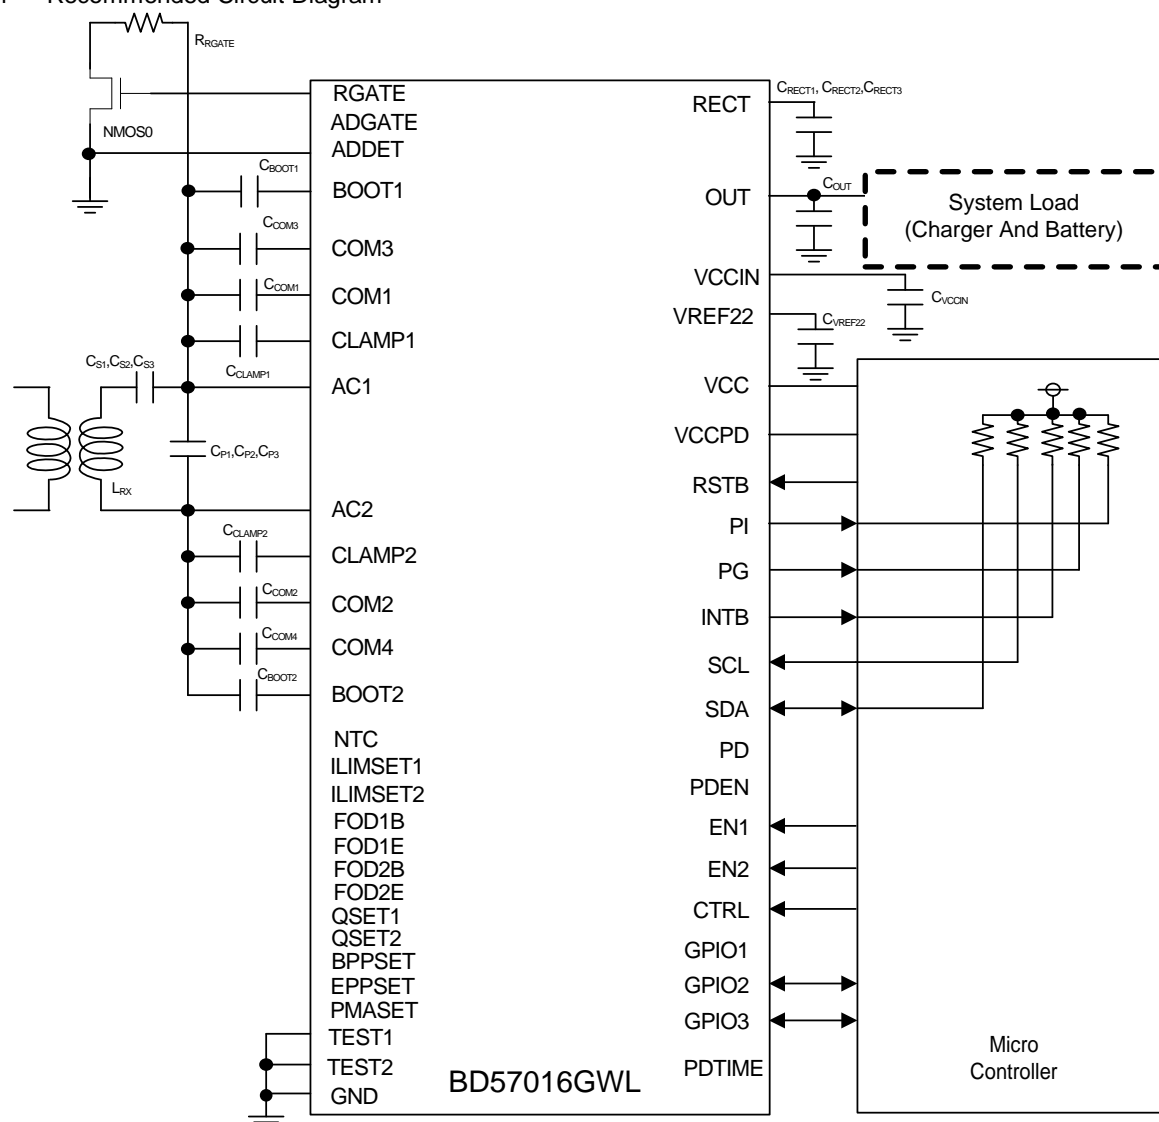 Recommended Circuit Diagram
RRGATE
NMOS0
RGATE
ADGATE
ADDET
CBOOT1
BOOT1
CCOM3
COM3
CCOM1
COM1
CLAMP1
CCLAMP1
CS1,CS2,CS3
AC1
CP1,CP2,CP3
LRX
AC2
CCLAMP2
CLAMP2
CCOM2
COM2
CCOM4
COM4
CBOOT2
BOOT2
NTC
ILIMSET1
ILIMSET2
FOD1B
FOD1E
FOD2B
FOD2E
QSET1
QSET2
BPPSET
EPPSET
PMASET
TEST1
TEST2
GND
BD57016GWL
RECT
CRECT1, CRECT2,CRECT3
OUT
COUT
System Load
(Charger And Battery)
VCCIN
CVCCIN
VREF22
CVREF22
VCC
VCCPD
RSTB
PI
PG
INTB
SCL
SDA
PD
PDEN
EN1
EN2
CTRL
GPIO1
GPIO2
GPIO3
PDTIME
Micro
Controller